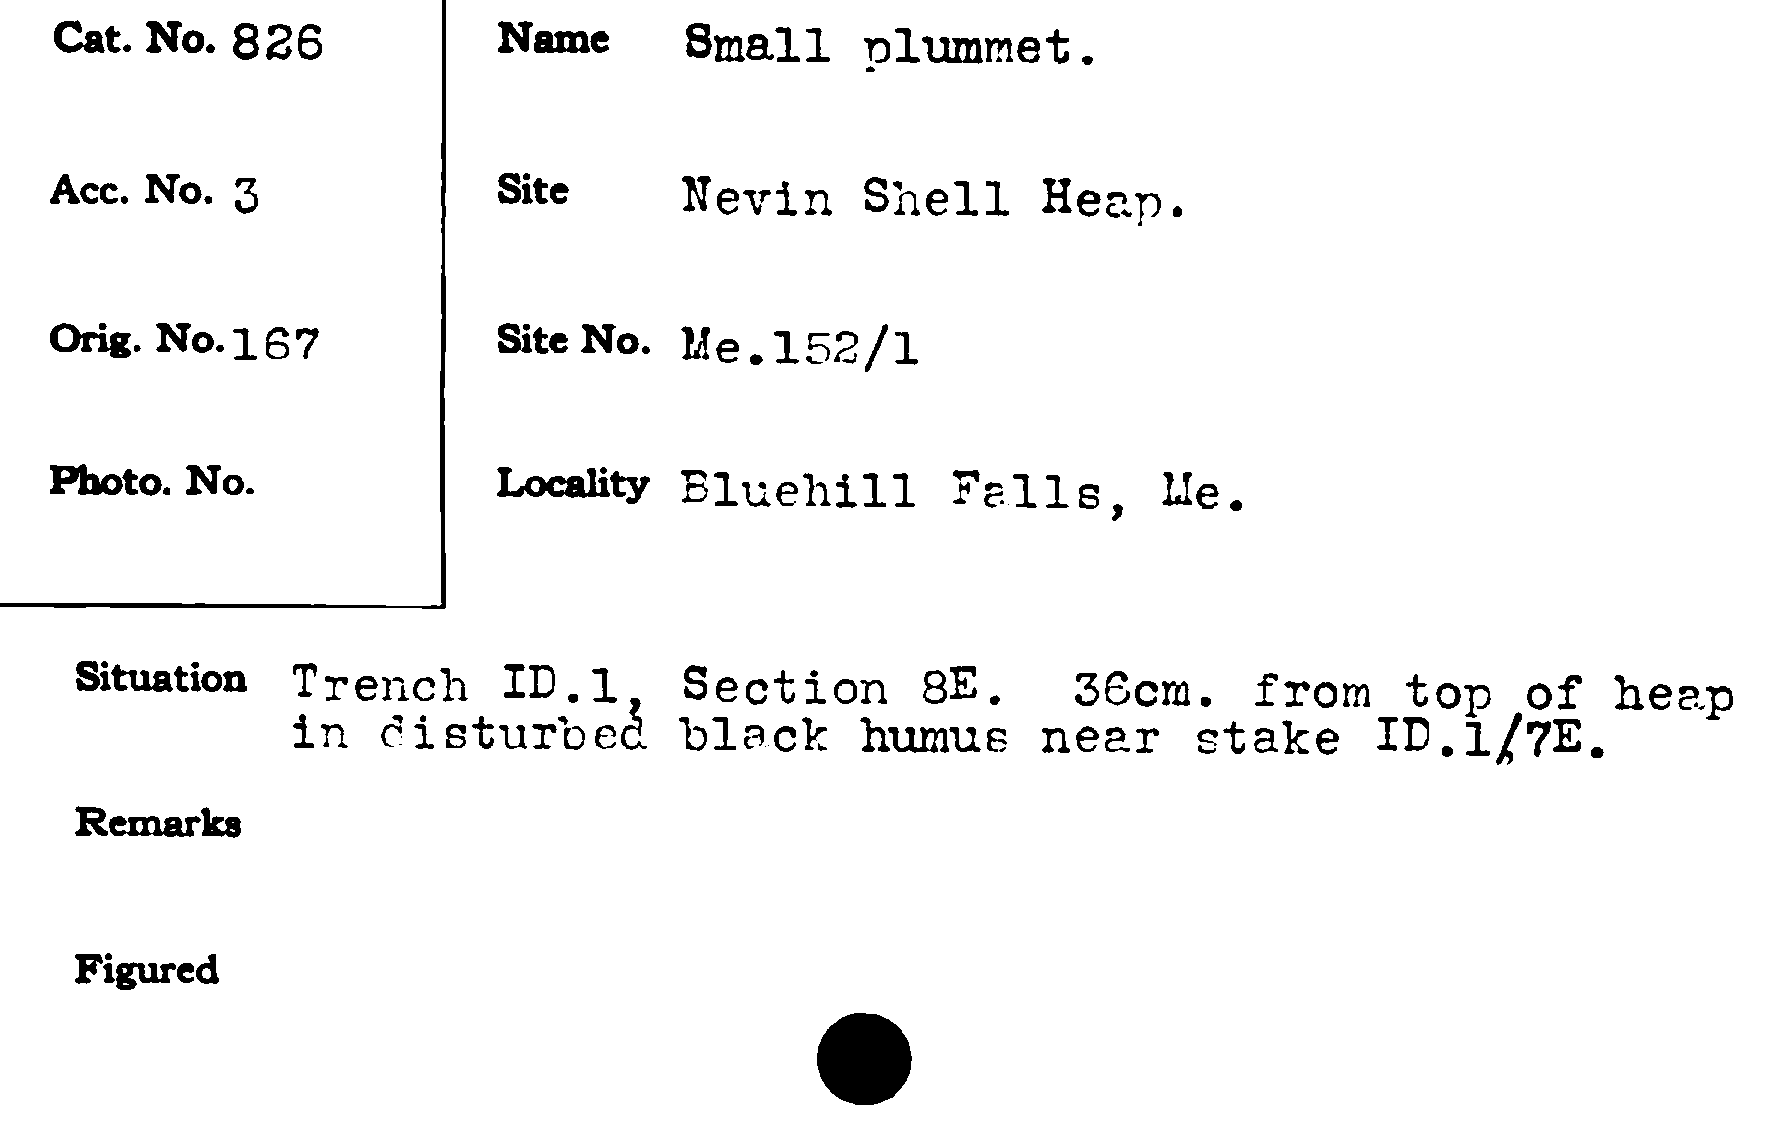 Cat. No. 826
Name Small plummet.
Acc. No. 3
Site Nevin Shell Heap.
Orig. No. 167
Site No. Me.152/1
Photo. No.
Locality Bluehill Falls, Me.
Situation Trench ID.1, Section 8E. 36cm. from top of heap
in disturbed black humus near stake ID.1/7E.
Remarks
Figured